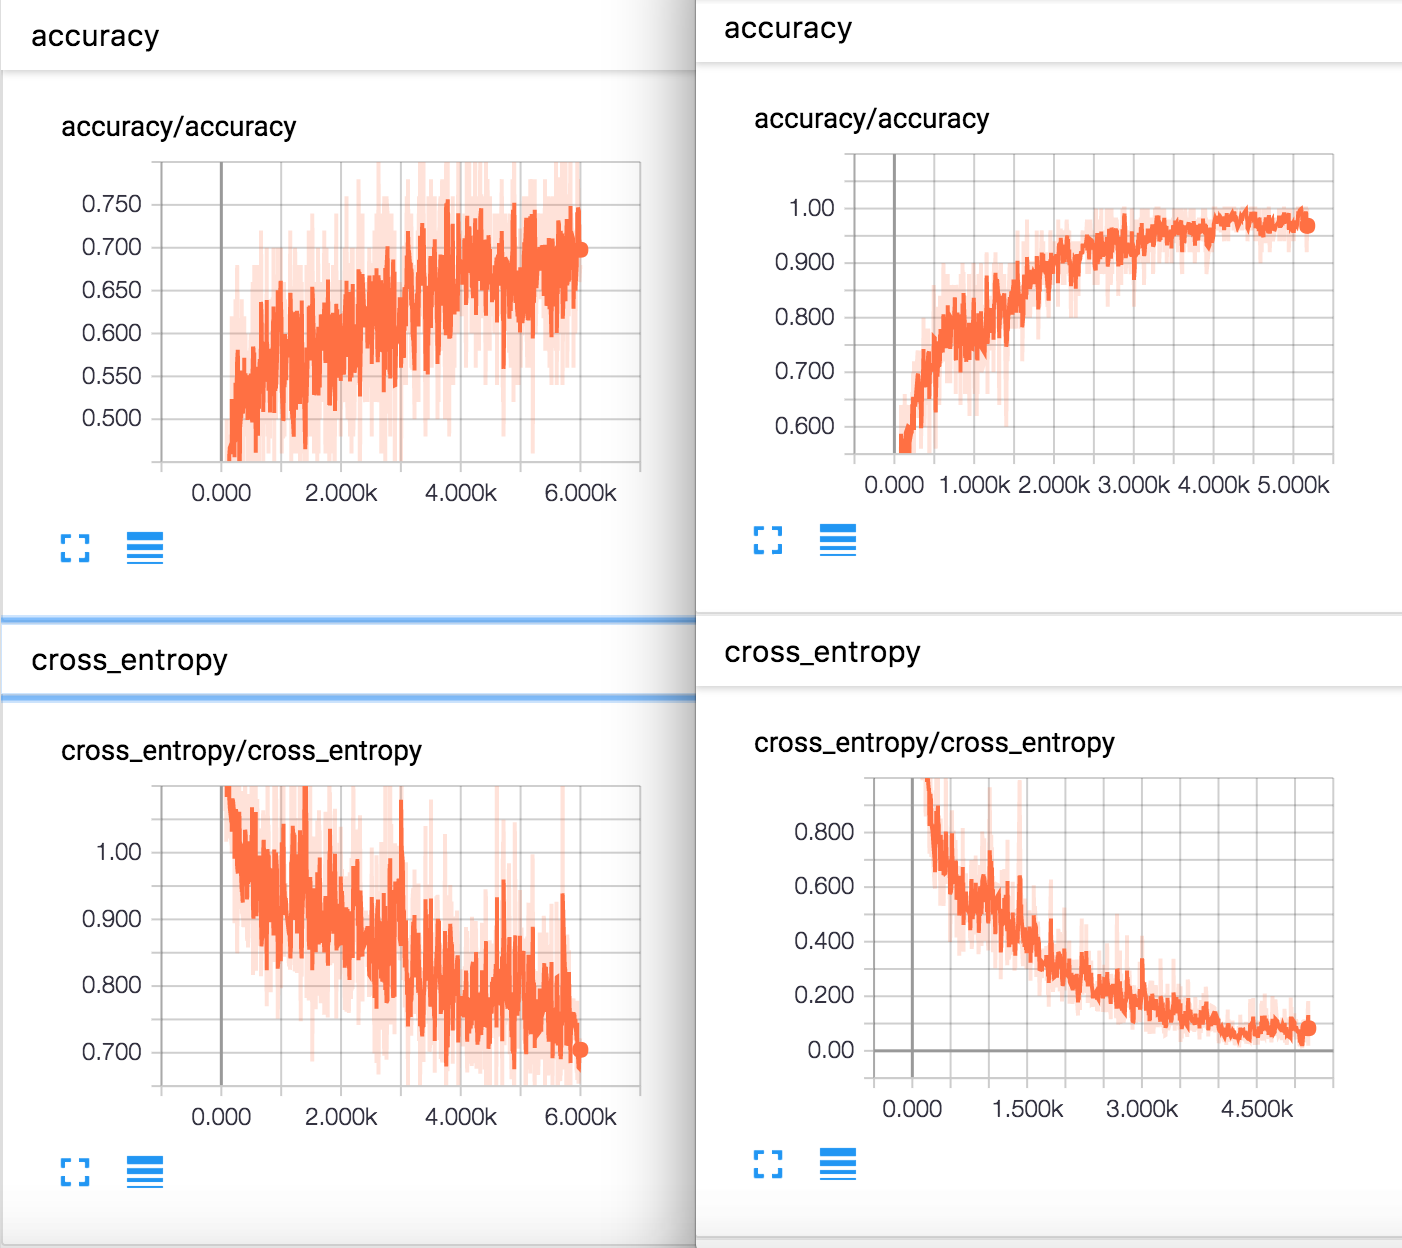 accuracy
accuracy/accuracy
0.750
0.700
0.650
0.600
0.550
0.500
0.000 2.000k 4.000k 6.000k
cross_entropy
cross_entropy/cross_entropy
1.00
0.900
0.800
0.700
0.000 2.000k 4.000k 6.000k
accuracy
accuracy/accuracy
1.00
0.900
0.800
0.700
0.600
0.000 1.000k 2.000k 3.000k 4.000k 5.000k
cross_entropy
cross_entropy/cross_entropy
0.800
0.600
0.400
0.200
0.00
0.000 1.500k 3.000k 4.500k